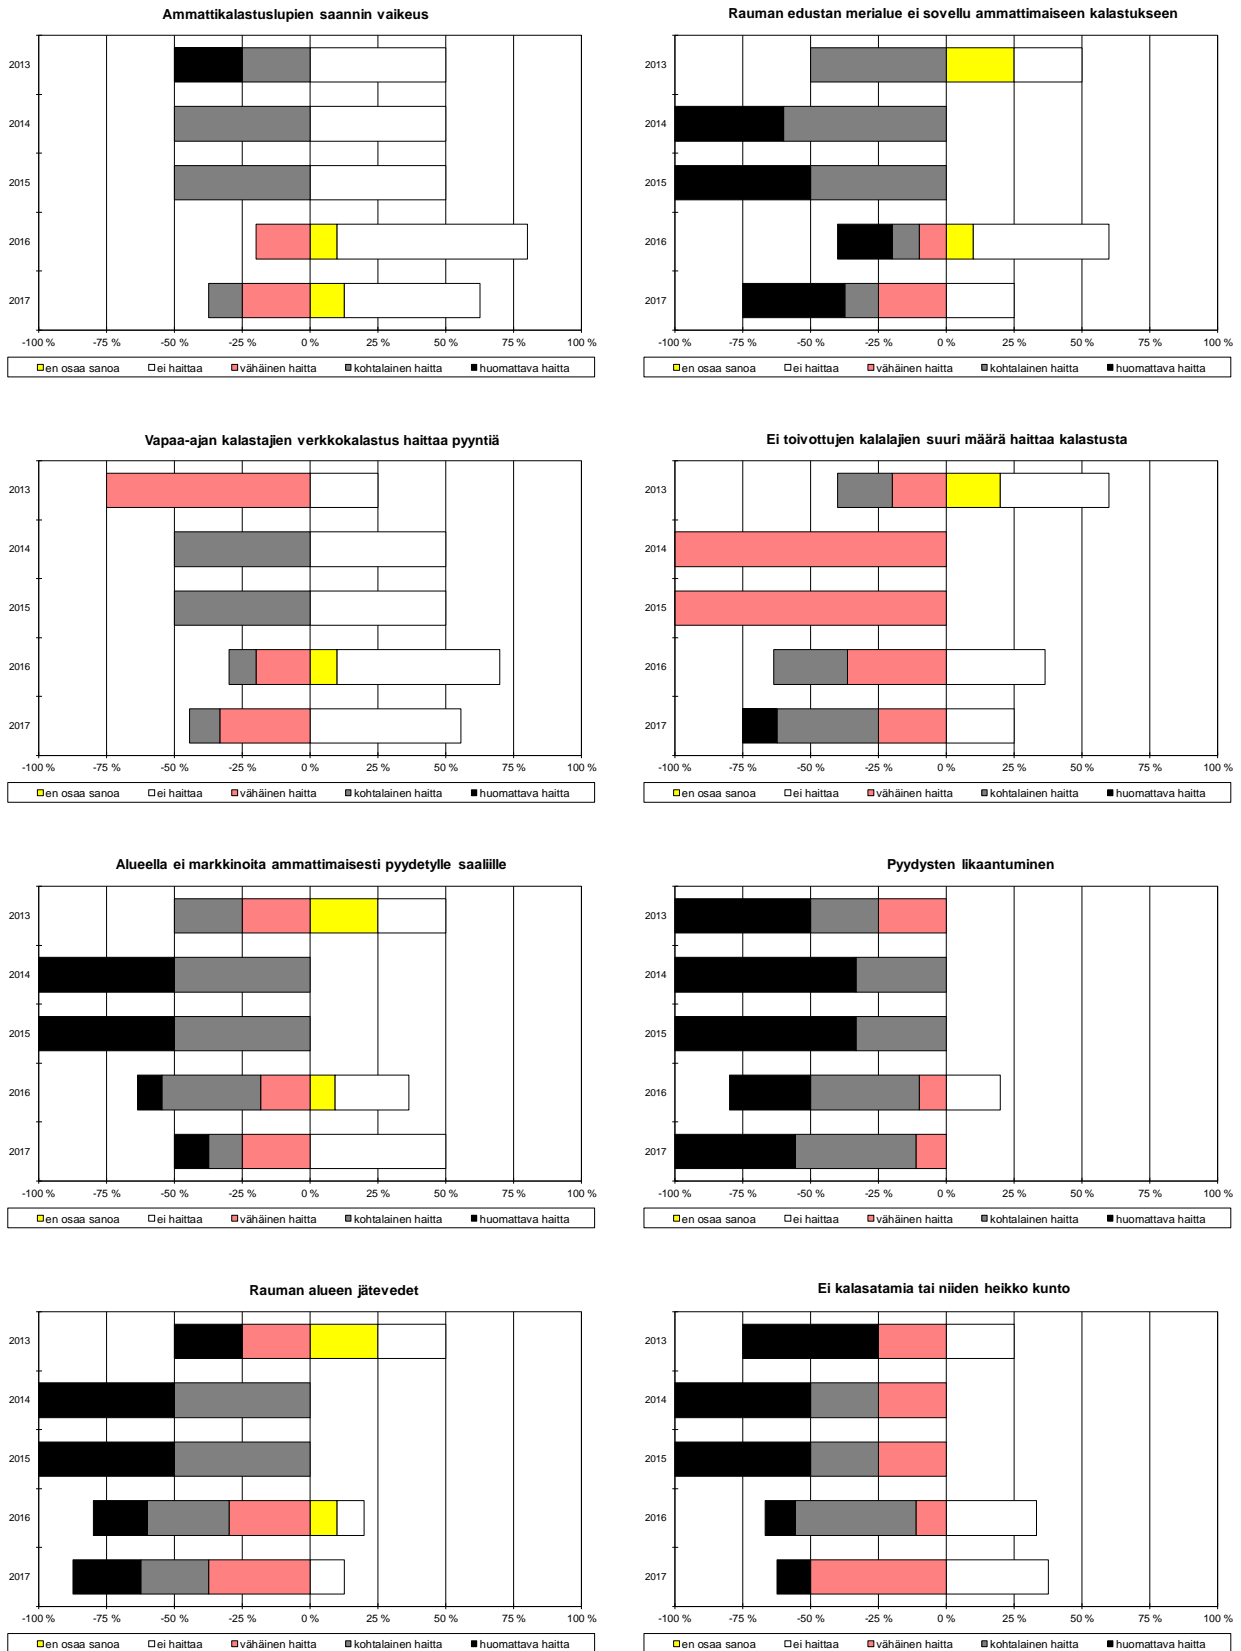 Ammattikalastuslupien saannin vaikeus
2013
2014
2015
2016
2017
-100 % -75 % -50 % -25 % 0 % 25 % 50 % 75 % 100 %
en osaa sanoa ei haittaa vähäinen haitta kohtalainen haitta huomattava haitta
Rauman edustan merialue ei sovellu ammattimaiseen kalastukseen
2013
2014
2015
2016
2017
-100 % -75 % -50 % -25 % 0 % 25 % 50 % 75 % 100 %
en osaa sanoa ei haittaa vähäinen haitta kohtalainen haitta huomattava haitta
Vapaa-ajan kalastajien verkkokalastus haittaa pyyntiä
2013
2014
2015
2016
2017
-100 % -75 % -50 % -25 % 0 % 25 % 50 % 75 % 100 %
en osaa sanoa ei haittaa vähäinen haitta kohtalainen haitta huomattava haitta
Ei toivottujen kalalajien suuri määrä haittaa kalastusta
2013
2014
2015
2016
2017
-100 % -75 % -50 % -25 % 0 % 25 % 50 % 75 % 100 %
en osaa sanoa ei haittaa vähäinen haitta kohtalainen haitta huomattava haitta
Alueella ei markkinoita ammattimaisesti pyydetylle saaliille
2013
2014
2015
2016
2017
-100 % -75 % -50 % -25 % 0 % 25 % 50 % 75 % 100 %
en osaa sanoa ei haittaa vähäinen haitta kohtalainen haitta huomattava haitta
Pyydysten likaantuminen
2013
2014
2015
2016
2017
-100 % -75 % -50 % -25 % 0 % 25 % 50 % 75 % 100 %
en osaa sanoa ei haittaa vähäinen haitta kohtalainen haitta huomattava haitta
Rauman alueen jätevedet
2013
2014
2015
2016
2017
-100 % -75 % -50 % -25 % 0 % 25 % 50 % 75 % 100 %
en osaa sanoa ei haittaa vähäinen haitta kohtalainen haitta huomattava haitta
Ei kalasatamia tai niiden heikko kunto
2013
2014
2015
2016
2017
-100 % -75 % -50 % -25 % 0 % 25 % 50 % 75 % 100 %
en osaa sanoa ei haittaa vähäinen haitta kohtalainen haitta huomattava haitta